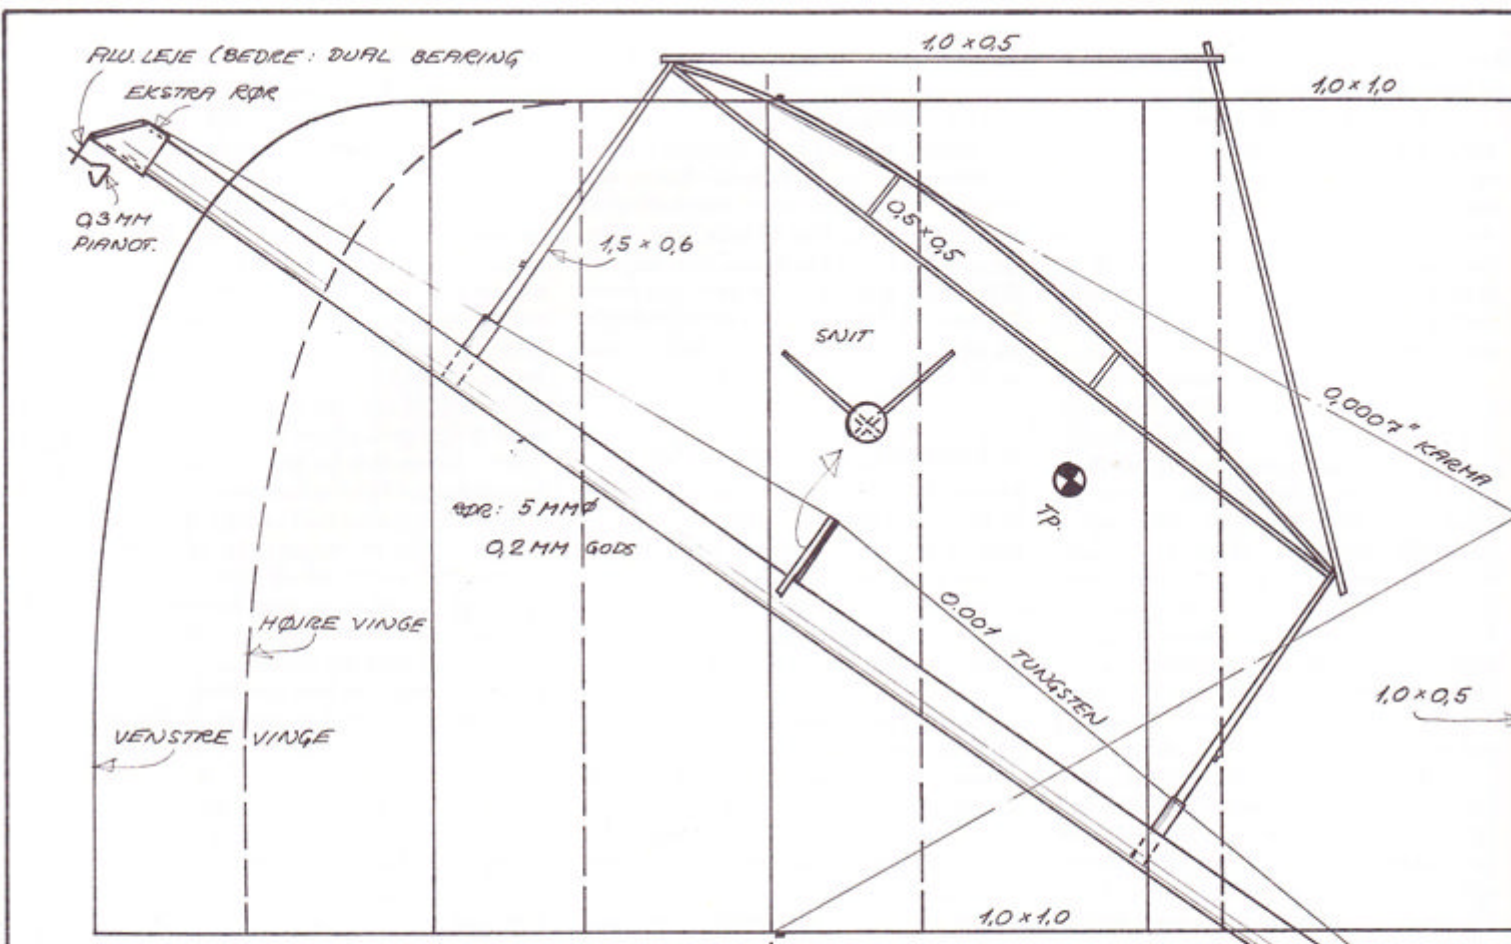 ALU. LEJE (BEDRE: DUAL BEARING
EKSTRA RØR
0,3 MM
PIANOT.
1,0 × 0,5
1,0 × 1,0
1,5 × 0,6
0,5 × 0,5
SNIT
0,0007" KARMA
TP.
RØR: 5 MM Ø
0,2 MM GODS
0.001 TUNGSTEN
HØJRE VINGE
VENSTRE VINGE
1,0 × 0,5
1,0 × 1,0